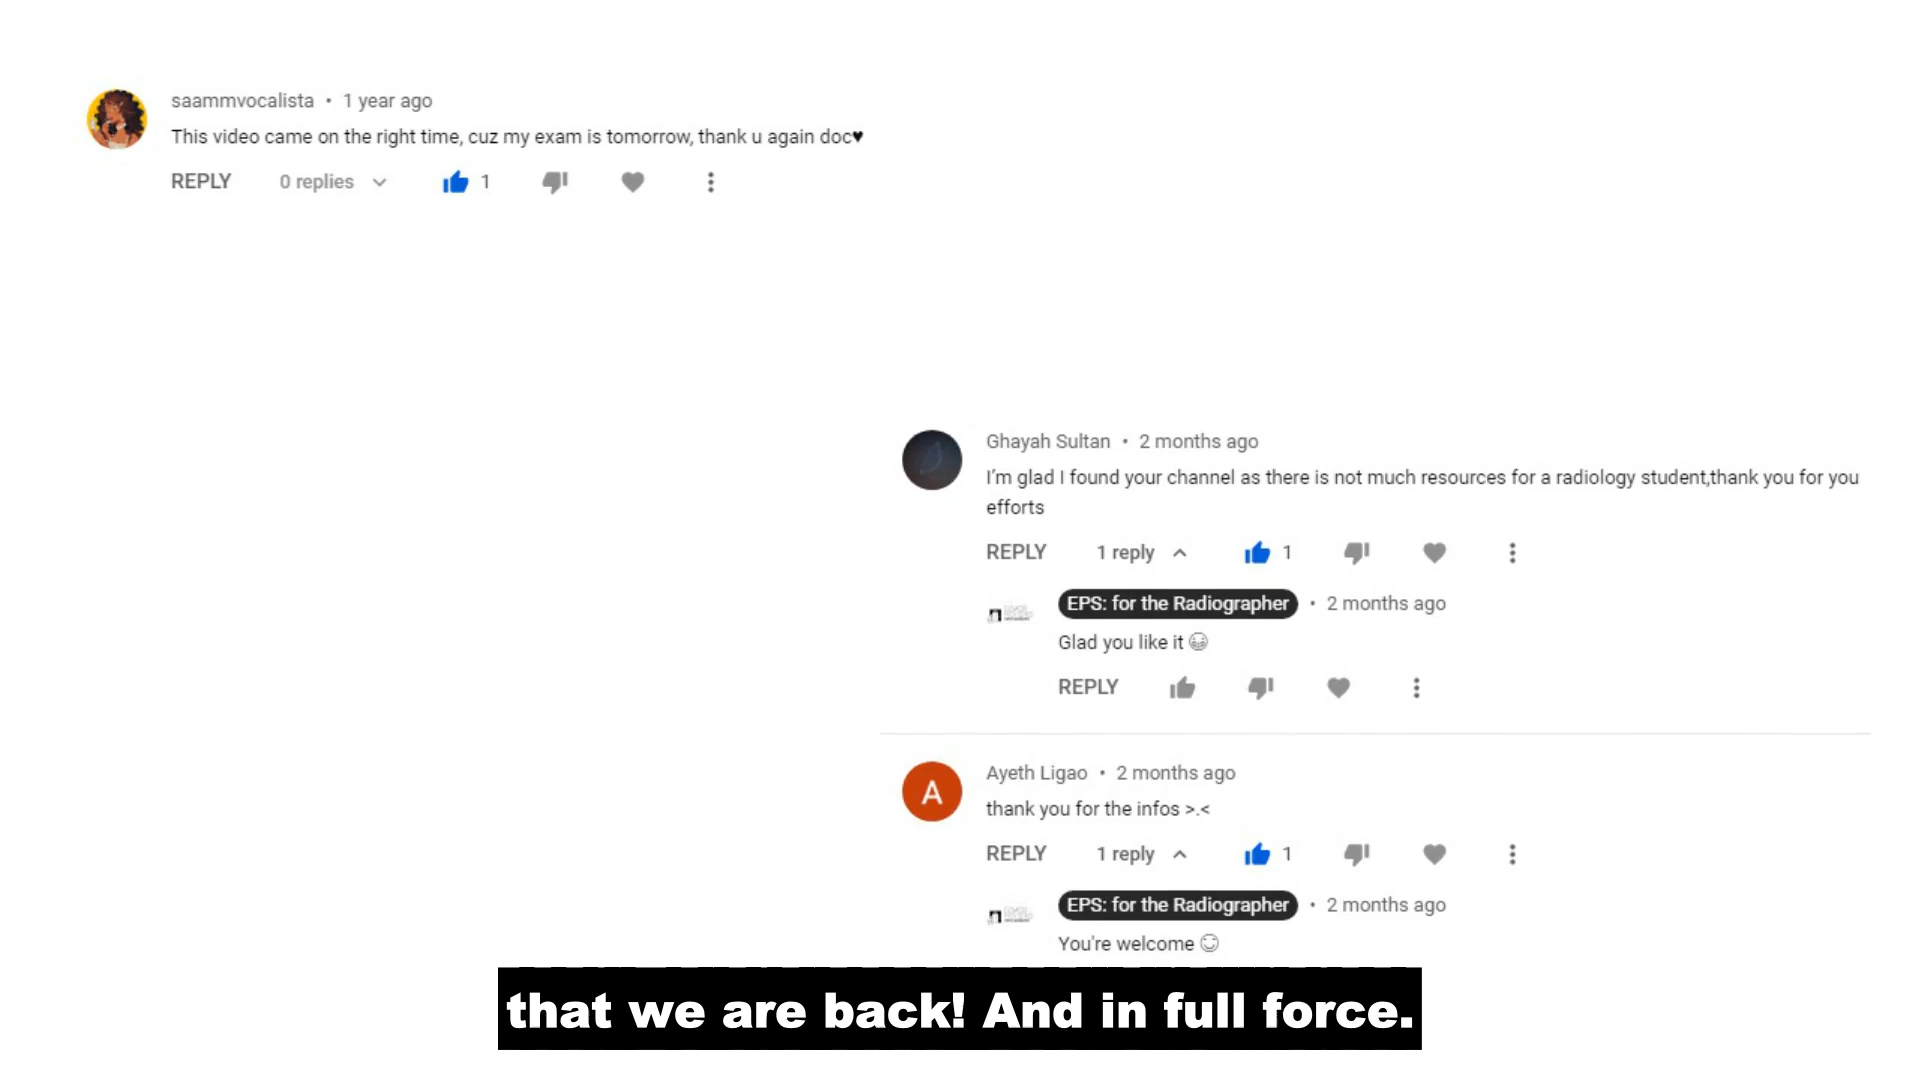 saammvocalista • 1 year ago
This video came on the right time, cuz my exam is tomorrow, thank u again doc♥
REPLY 0 replies 1
Ghayah Sultan • 2 months ago
I'm glad I found your channel as there is not much resources for a radiology student,thank you for you
efforts
REPLY 1 reply 1
EPS: for the Radiographer • 2 months ago
Glad you like it 😂
REPLY
Ayeth Ligao • 2 months ago
A
thank you for the infos >.<
REPLY 1 reply 1
EPS: for the Radiographer • 2 months ago
You're welcome ☺
that we are back! And in full force.